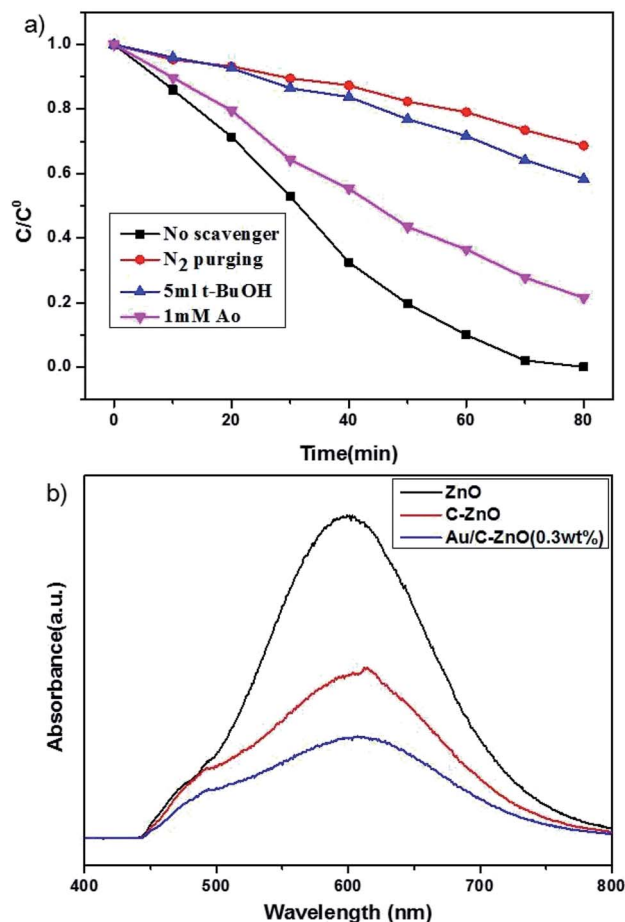 a)
1.0
0.8
0.6
0.4
0.2
0.0
C/C⁰
No scavenger
N₂ purging
5ml t-BuOH
1mM Ao
0 20 40 60 80
Time(min)
b)
ZnO
C-ZnO
Au/C-ZnO(0.3wt%)
Absorbance(a.u.)
400 500 600 700 800
Wavelength (nm)